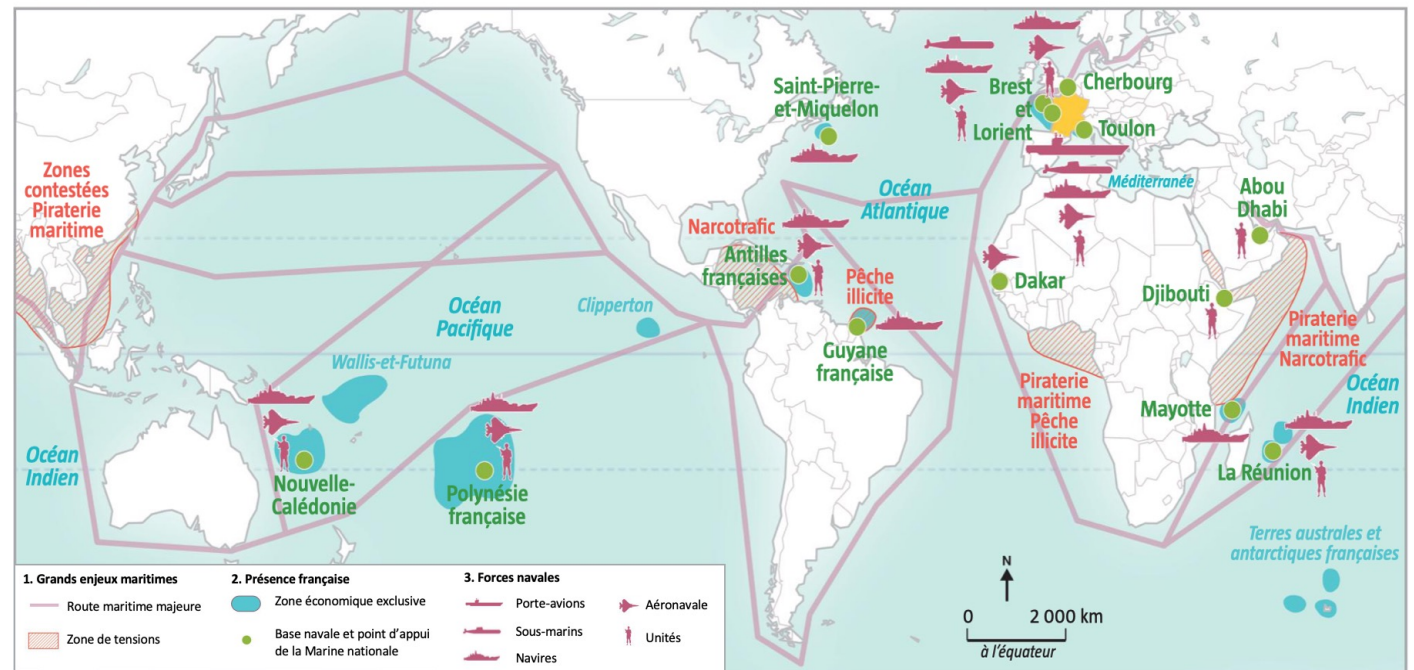 Saint-Pierre-
et-Miquelon
Brest
et
Lorient
Cherbourg
Toulon
Méditerranée
Océan
Atlantique
Abou
Dhabi
Zones
contestées
Piraterie
maritime
Narcotrafic
Antilles
françaises
Pêche
illicite
Dakar
Djibouti
Océan
Pacifique
Clipperton
Guyane
française
Piraterie
maritime
Narcotrafic
Wallis-et-Futuna
Piraterie
maritime
Pêche
illicite
Océan
Indien
Mayotte
Océan
Indien
Nouvelle-
Calédonie
Polynésie
française
La Réunion
Terres australes et
antarctiques françaises
N
0 2 000 km
à l'équateur
1. Grands enjeux maritimes
Route maritime majeure
Zone de tensions
2. Présence française
Zone économique exclusive
Base navale et point d'appui
de la Marine nationale
3. Forces navales
Porte-avions
Sous-marins
Navires
Aéronavale
Unités